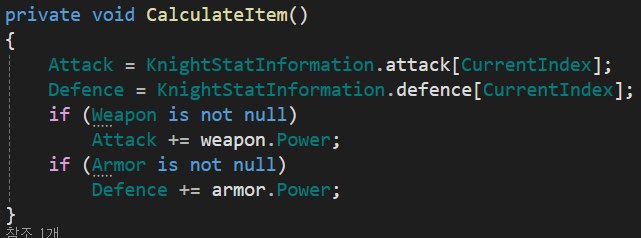 private void CalculateItem()
{
Attack = KnightStatInformation.attack[CurrentIndex];
Defence = KnightStatInformation.defence[CurrentIndex];
if (Weapon is not null)
Attack += weapon.Power;
if (Armor is not null)
Defence += armor.Power;
}
참조 1개